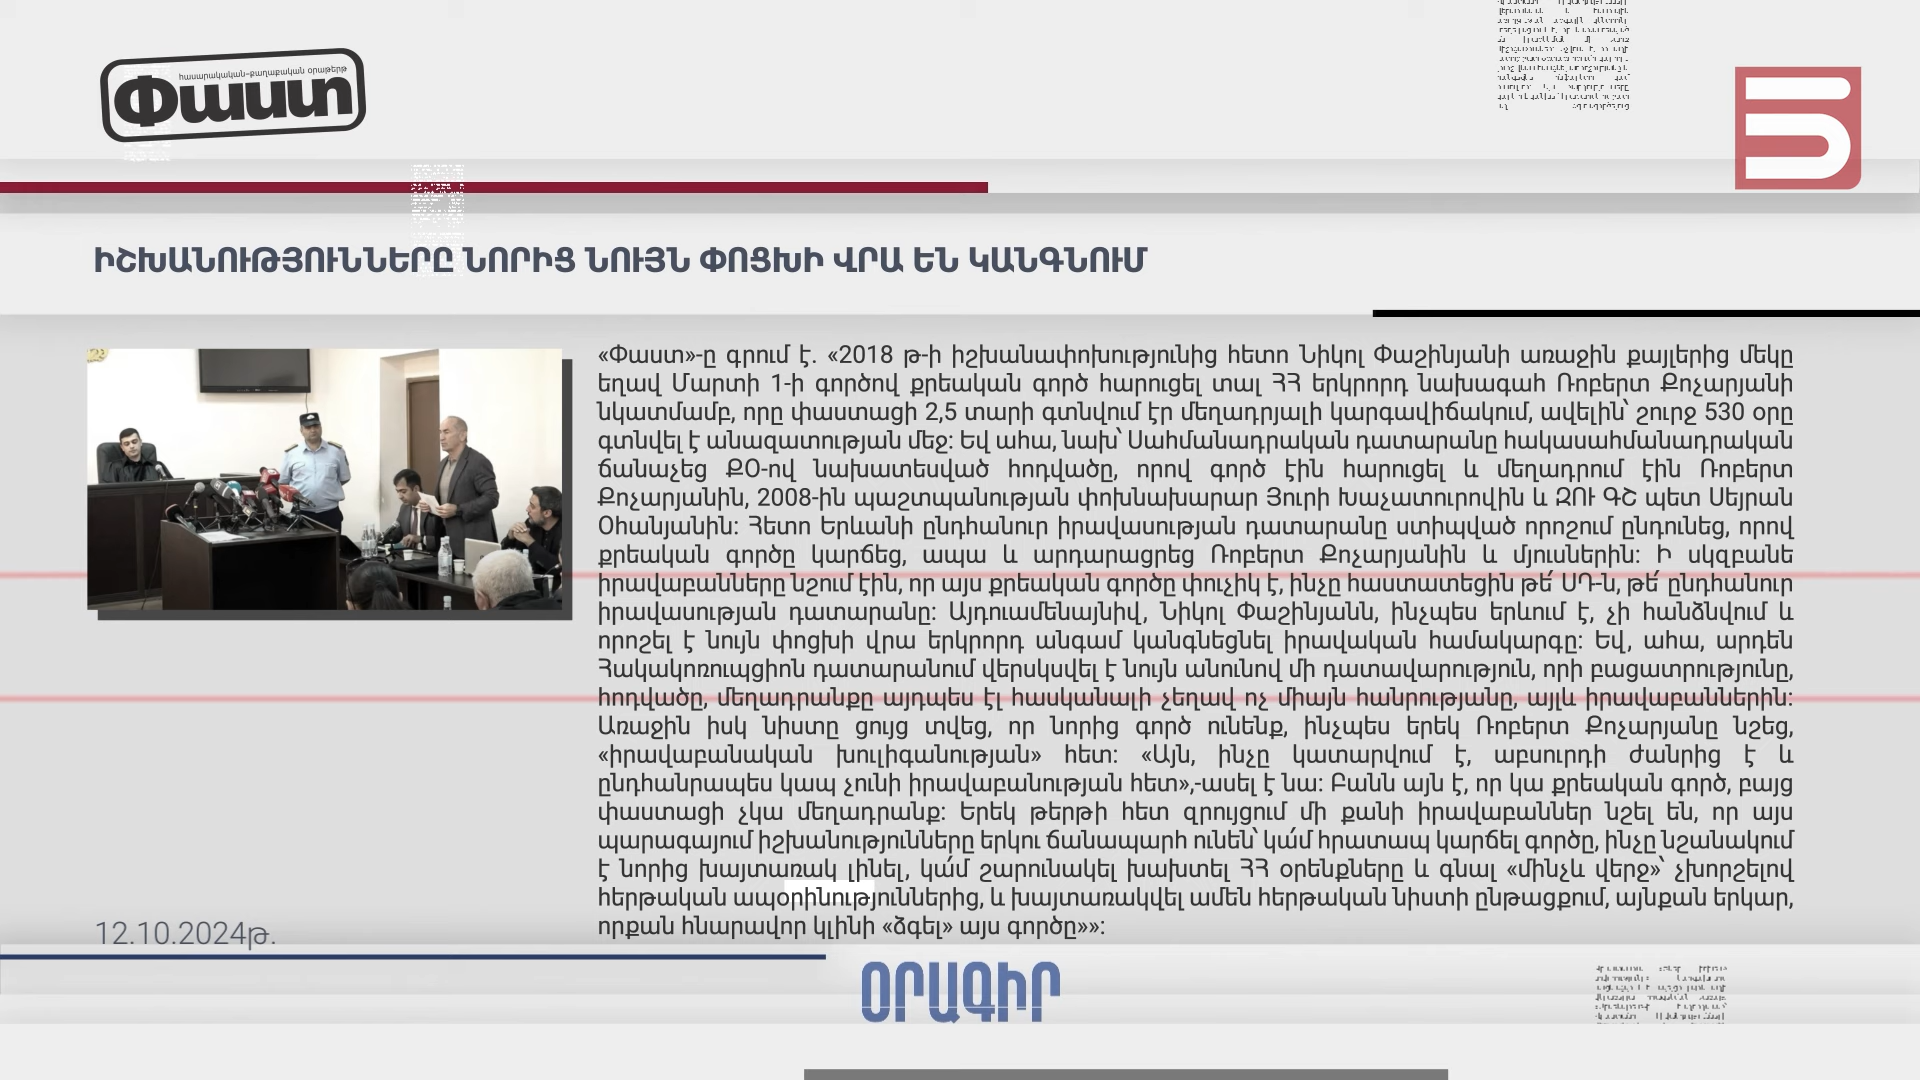 հասարակական-քաղաքական օրաթերթ
Փաստ
ԻՇԽԱՆՈՒԹՅՈՒՆՆԵՐԸ ՆՈՐԻՑ ՆՈՒՅՆ ՓՈՑԽԻ ՎՐԱ ԵՆ ԿԱՆԳՆՈՒՄ
«Փաստ»-ը գրում է. «2018 թ-ի իշխանափոխությունից հետո Նիկոլ Փաշինյանի առաջին քայլերից մեկը
եղավ Մարտի 1-ի գործով քրեական գործ հարուցել տալ ՀՀ երկրորդ նախագահ Ռոբերտ Քոչարյանի
նկատմամբ, որը փաստացի 2,5 տարի գտնվում էր մեղադրյալի կարգավիճակում, ավելին՝ շուրջ 530 օրը
գտնվել է անազատության մեջ: Եվ ահա, նախ՝ Սահմանադրական դատարանը հակասահմանադրական
ճանաչեց ՔՕ-ով նախատեսված հոդվածը, որով գործ էին հարուցել և մեղադրում էին Ռոբերտ
Քոչարյանին, 2008-ին պաշտպանության փոխնախարար Յուրի Խաչատուրովին և ԶՈՒ ԳՇ պետ Սեյրան
Օհանյանին: Հետո Երևանի ընդհանուր իրավասության դատարանը ստիպված որոշում ընդունեց, որով
քրեական գործը կարճեց, ապա և արդարացրեց Ռոբերտ Քոչարյանին և մյուսներին: Ի սկզբանե
իրավաբանները նշում էին, որ այս քրեական գործը փուչիկ է, ինչը հաստատեցին թե՛ ՍԴ-ն, թե՛ ընդհանուր
իրավասության դատարանը: Այդուամենայնիվ, Նիկոլ Փաշինյանն, ինչպես երևում է, չի հանձնվում և
որոշել է նույն փոցխի վրա երկրորդ անգամ կանգնեցնել իրավական համակարգը: Եվ, ահա, արդեն
Հակակոռուպցիոն դատարանում վերսկսվել է նույն անունով մի դատավարություն, որի բացատրությունը,
հոդվածը, մեղադրանքը այդպես էլ հասկանալի չեղավ ոչ միայն հանրությանը, այլև իրավաբաններին:
Առաջին իսկ նիստը ցույց տվեց, որ նորից գործ ունենք, ինչպես երեկ Ռոբերտ Քոչարյանը նշեց,
«իրավաբանական խուլիգանության» հետ: «Այն, ինչը կատարվում է, աբսուրդի ժանրից է և
ընդհանրապես կապ չունի իրավաբանության հետ»,-ասել է նա: Բանն այն է, որ կա քրեական գործ, բայց
փաստացի չկա մեղադրանք: Երեկ թերթի հետ զրույցում մի քանի իրավաբաններ նշել են, որ այս
պարագայում իշխանությունները երկու ճանապարհ ունեն՝ կա՛մ հրատապ կարճել գործը, ինչը նշանակում
է նորից խայտառակ լինել, կա՛մ շարունակել խախտել ՀՀ օրենքները և գնալ «մինչև վերջ»՝ չխորշելով
հերթական ապօրինություններից, և խայտառակվել ամեն հերթական նիստի ընթացքում, այնքան երկար,
որքան հնարավոր կլինի «ձգել» այս գործը»»:
12.10.2024թ.
ՕՐԱԳԻՐ